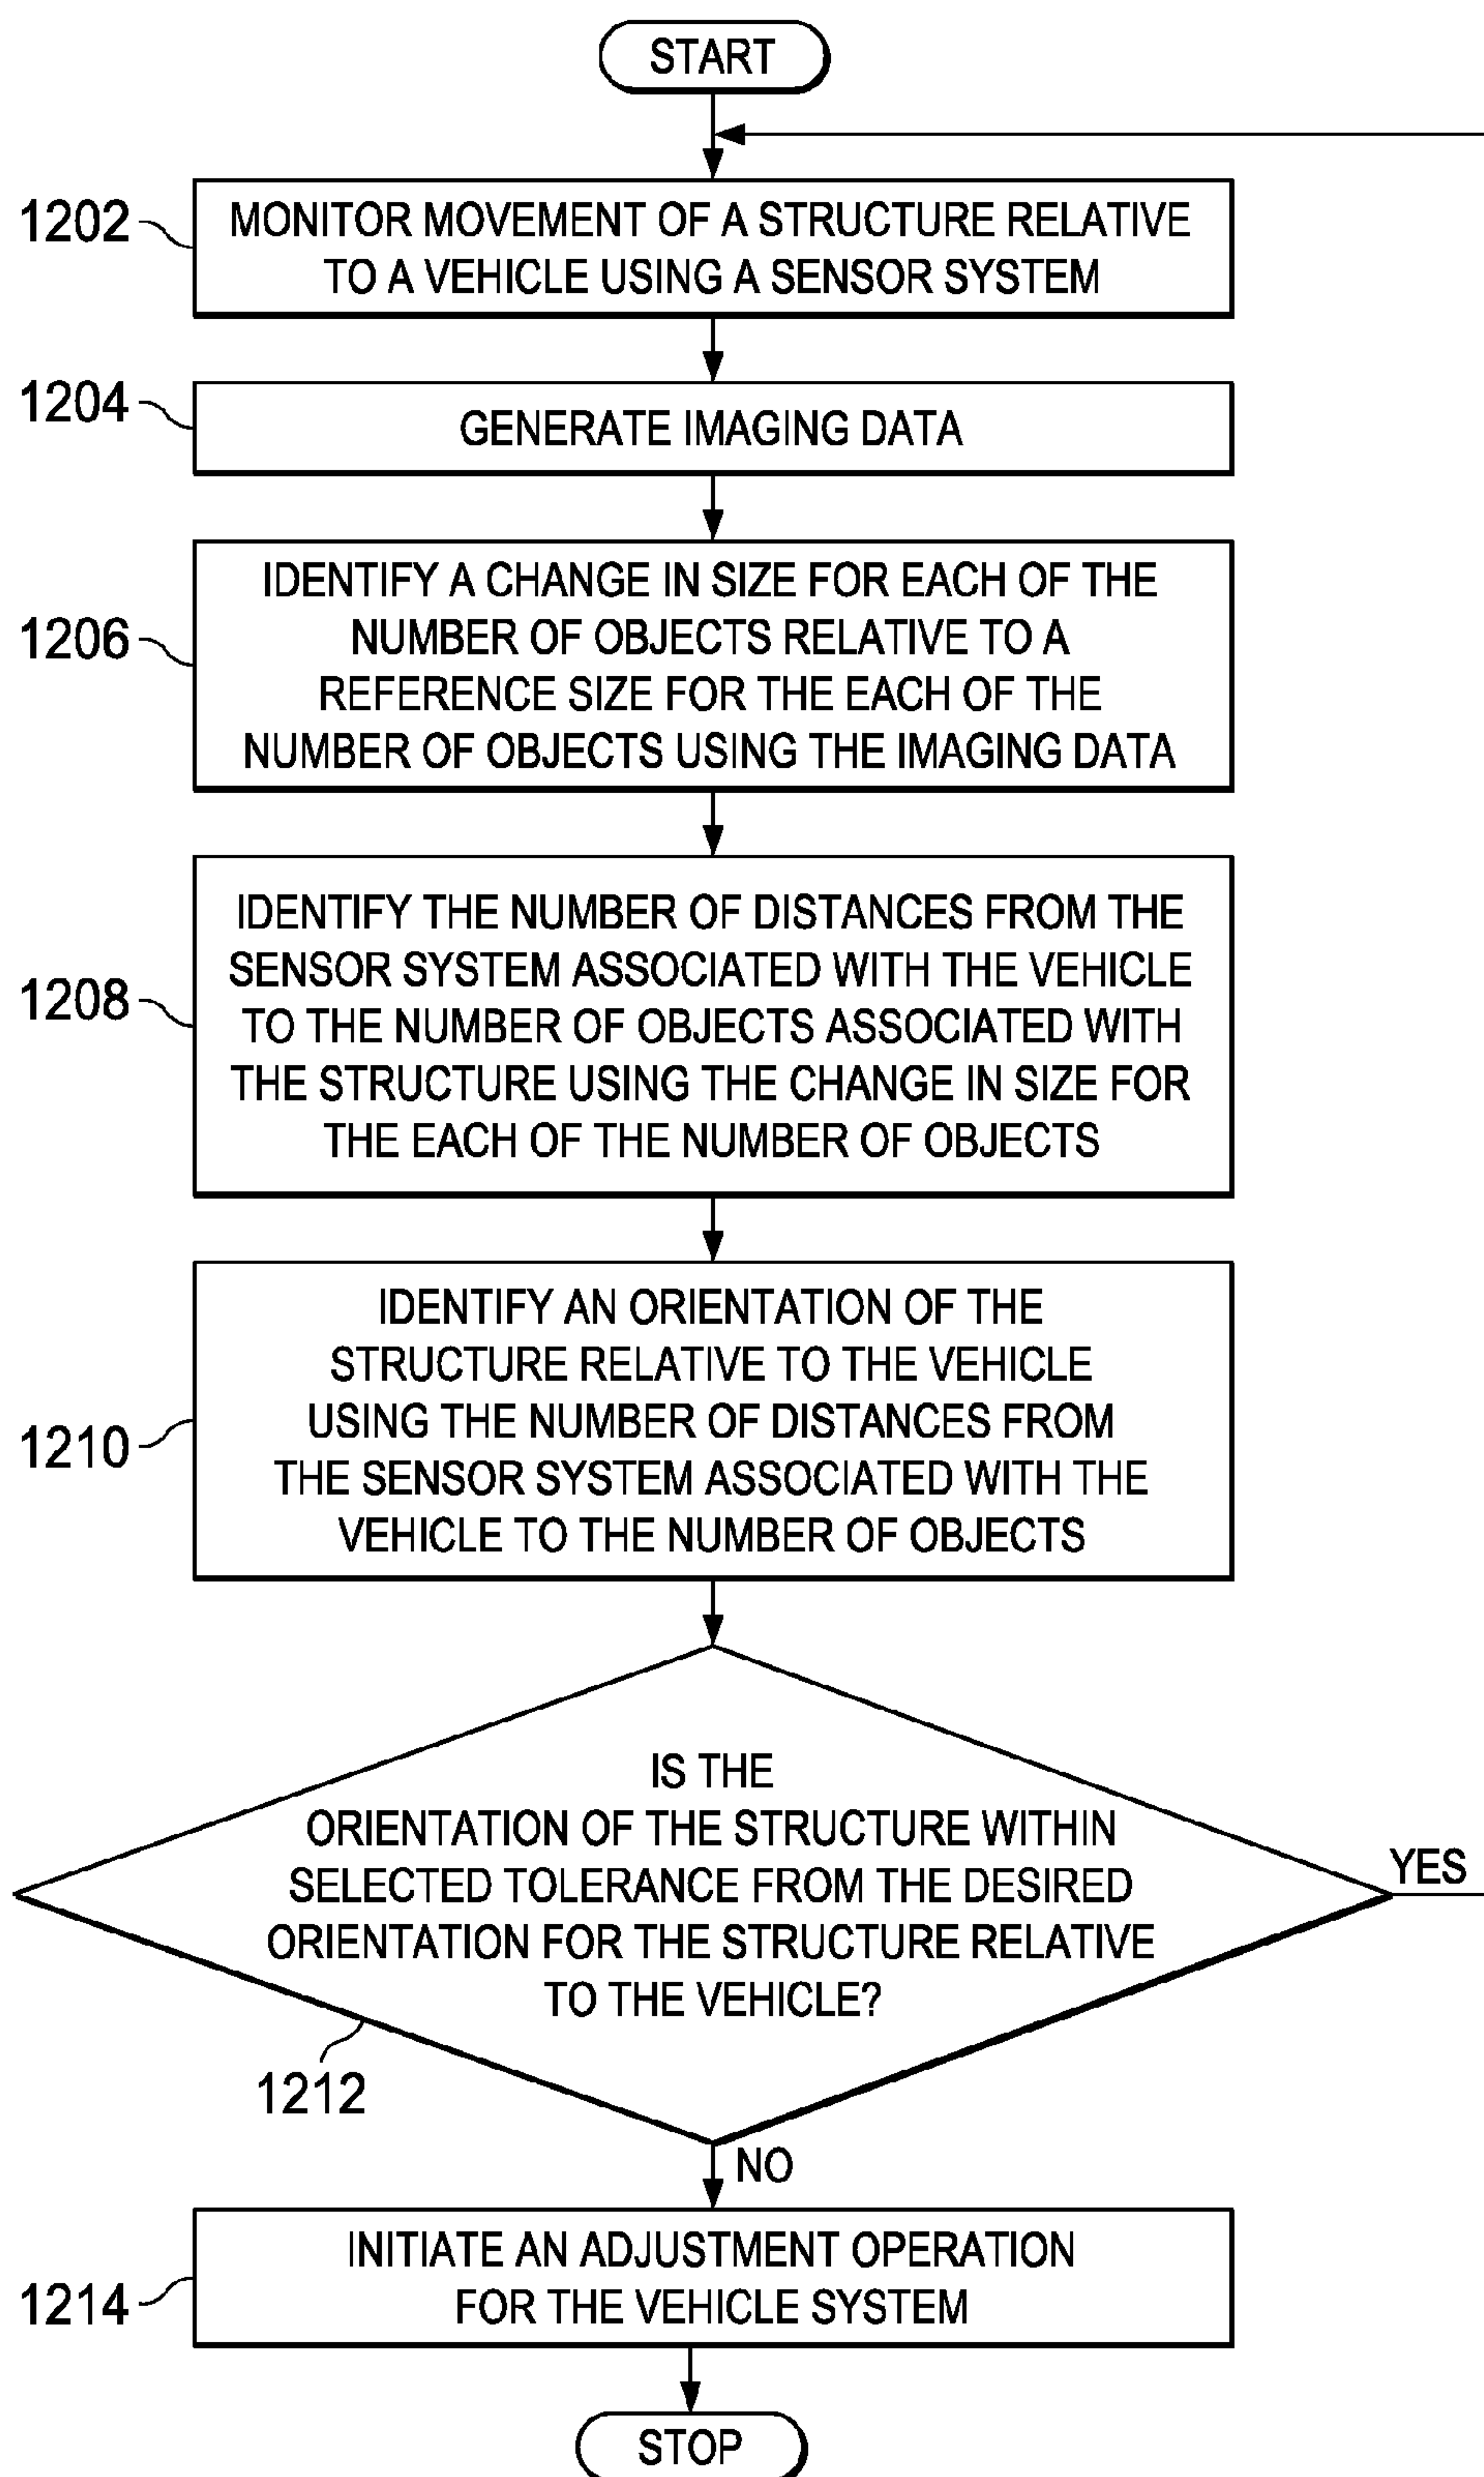 START
1202
MONITOR MOVEMENT OF A STRUCTURE RELATIVE
TO A VEHICLE USING A SENSOR SYSTEM
1204
GENERATE IMAGING DATA
1206
IDENTIFY A CHANGE IN SIZE FOR EACH OF THE
NUMBER OF OBJECTS RELATIVE TO A
REFERENCE SIZE FOR THE EACH OF THE
NUMBER OF OBJECTS USING THE IMAGING DATA
1208
IDENTIFY THE NUMBER OF DISTANCES FROM THE
SENSOR SYSTEM ASSOCIATED WITH THE VEHICLE
TO THE NUMBER OF OBJECTS ASSOCIATED WITH
THE STRUCTURE USING THE CHANGE IN SIZE FOR
THE EACH OF THE NUMBER OF OBJECTS
1210
IDENTIFY AN ORIENTATION OF THE
STRUCTURE RELATIVE TO THE VEHICLE
USING THE NUMBER OF DISTANCES FROM
THE SENSOR SYSTEM ASSOCIATED WITH THE
VEHICLE TO THE NUMBER OF OBJECTS
IS THE
ORIENTATION OF THE STRUCTURE WITHIN
SELECTED TOLERANCE FROM THE DESIRED
ORIENTATION FOR THE STRUCTURE RELATIVE
TO THE VEHICLE?
YES
1212
NO
1214
INITIATE AN ADJUSTMENT OPERATION
FOR THE VEHICLE SYSTEM
STOP